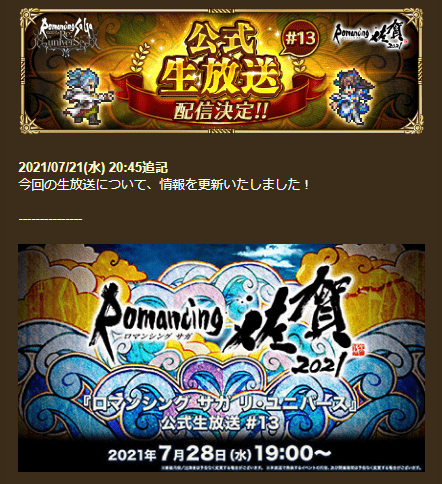 Romancing SaGa
Re;univerSe
公式
生放送
配信決定!!
#13
Romancing 佐賀
2021
2021/07/21(水) 20:45追記
今回の生放送について、情報を更新いたしました！
---------------
Romancing 佐賀
ロマンシング サガ
2021
『ロマンシング サガ リ・ユニバース』
公式生放送 #13
2021年7月28日(水)19:00～